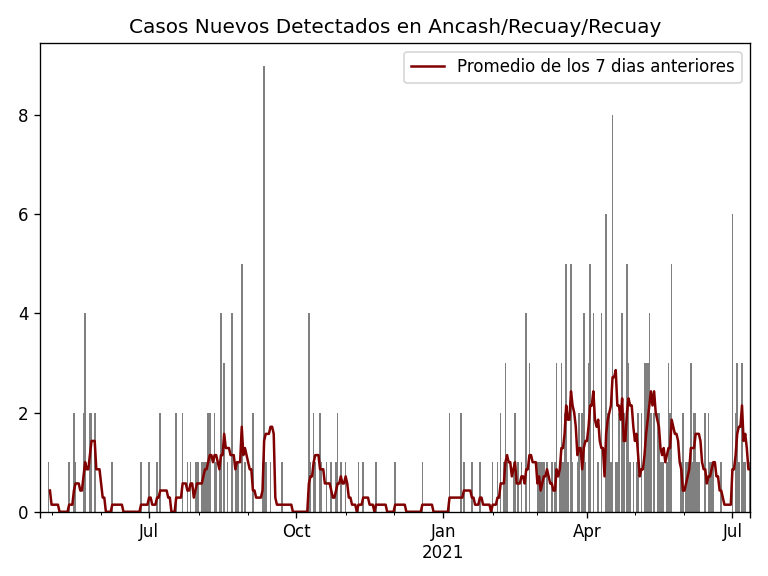 Casos Nuevos Detectados en Ancash/Recuay/Recuay
Promedio de los 7 dias anteriores
8
6
4
2
0
Jul
Oct
Jan
2021
Apr
Jul